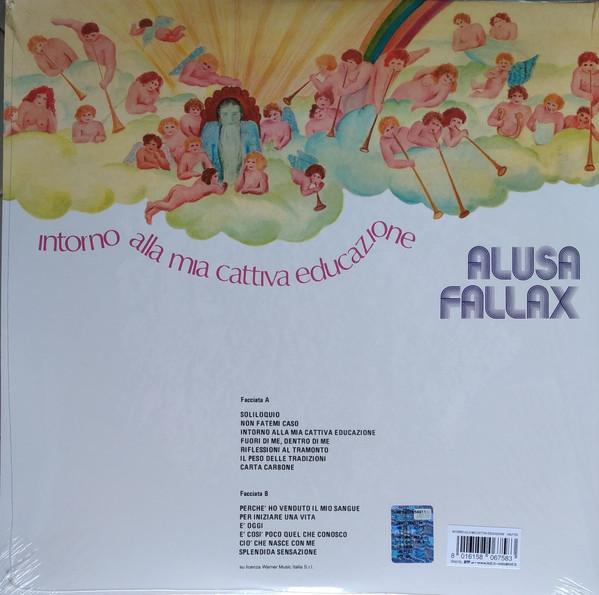 intorno alla mia cattiva educazione
ALUSA
FALLAX
Facciata A
SOLILOQUIO
NON FATEMI CASO
INTORNO ALLA MIA CATTIVA EDUCAZIONE
FUORI DI ME, DENTRO DI ME
RIFLESSIONI AL TRAMONTO
IL PESO DELLE TRADIZIONI
CARTA CARBONE
Facciata B
PERCHE' HO VENDUTO IL MIO SANGUE
PER INIZIARE UNA VITA
E' OGGI
E' COSI' POCO QUEL CHE CONOSCO
CIO' CHE NASCE CON ME
SPLENDIDA SENSAZIONE
su licenza Warner Music Italia S.r.l.
8 016158 067583